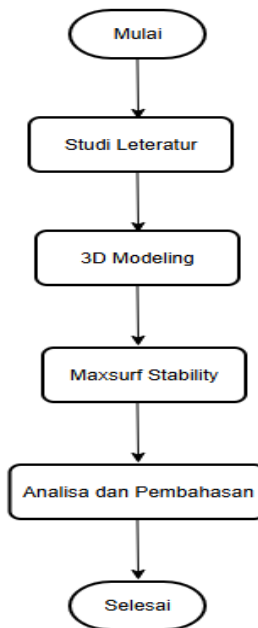 Mulai
Studi Leteratur
3D Modeling
Maxsurf Stability
Analisa dan Pembahasan
Selesai